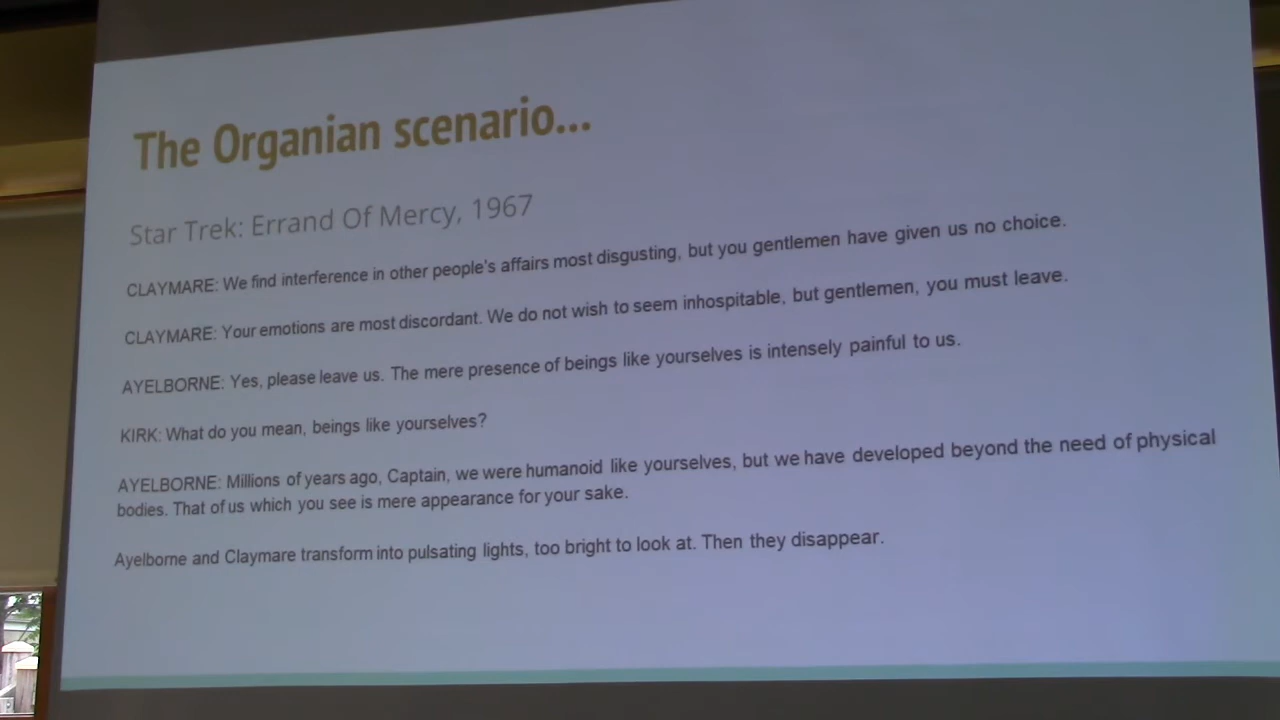 The Organian scenario...
Star Trek: Errand Of Mercy, 1967
CLAYMARE: We find interference in other people's affairs most disgusting, but you gentlemen have given us no choice.
CLAYMARE: Your emotions are most discordant. We do not wish to seem inhospitable, but gentlemen, you must leave.
AYELBORNE: Yes, please leave us. The mere presence of beings like yourselves is intensely painful to us.
KIRK: What do you mean, beings like yourselves?
AYELBORNE: Millions of years ago, Captain, we were humanoid like yourselves, but we have developed beyond the need of physical
bodies. That of us which you see is mere appearance for your sake.
Ayelborne and Claymare transform into pulsating lights, too bright to look at. Then they disappear.